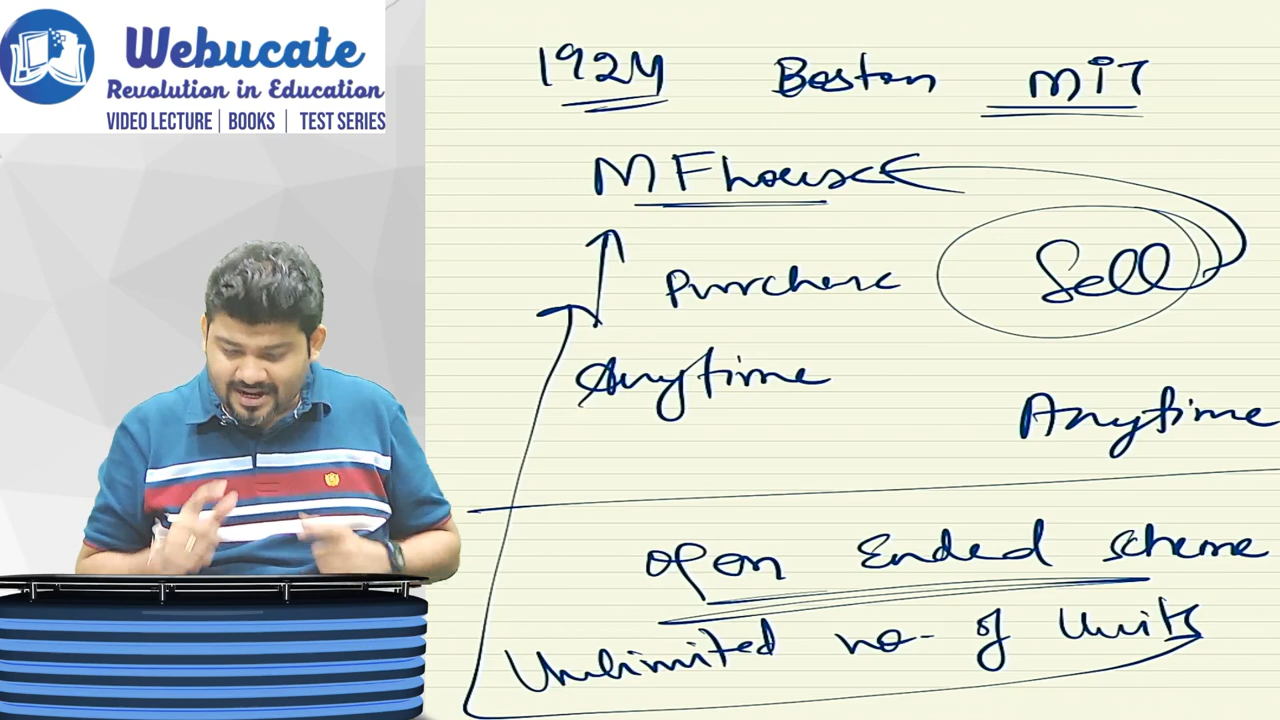 Webucate
Revolution in Education
VIDEO LECTURE | BOOKS | TEST SERIES
1924 Boston MIT
MF house
Purchase Sell
Anytime
Anytime
open Ended scheme
Unlimited no. of Units